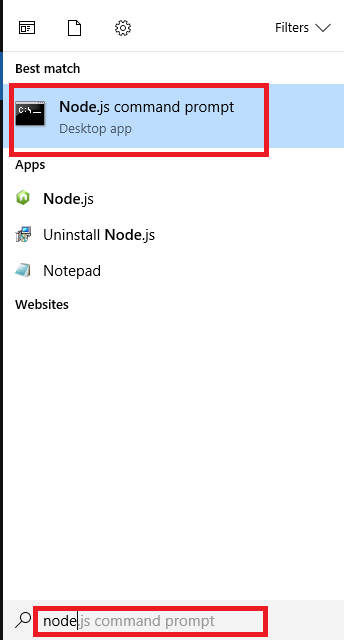 Filters
Best match
Node.js command prompt
Desktop app
Apps
Node.js
Uninstall Node.js
Notepad
Websites
node.js command prompt